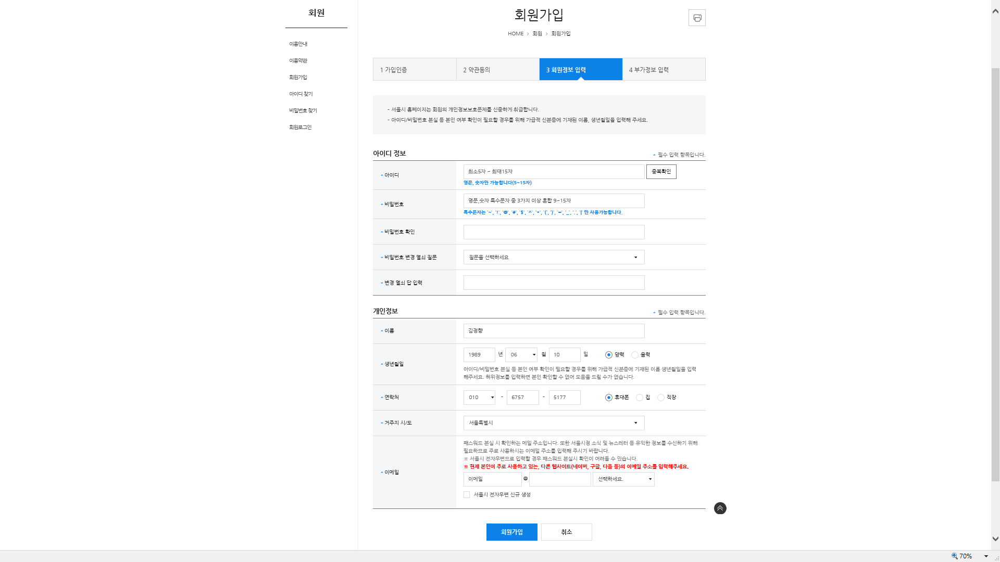 회원
이용안내
이용약관
회원가입
아이디 찾기
비밀번호 찾기
회원로그인
회원가입
HOME > 회원 > 회원가입
1 가입인증
2 약관동의
3 회원정보 입력
4 부가정보 입력
- 서울시 홈페이지는 회원의 개인정보보호문제를 신중하게 취급합니다.
- 아이디/비밀번호 분실 등 본인 여부 확인이 필요할 경우를 위해 가급적 신분증에 기재된 이름, 생년월일을 입력해 주세요.
아이디 정보
* 필수 입력 항목입니다.
* 아이디
최소5자 ~ 최대15자
중복확인
영문, 숫자만 가능합니다(5~15자)
* 비밀번호
영문,숫자 특수문자 중 3가지 이상 혼합 9~15자
특수문자는 '~', '!', '@', '#', '$', '^', '*', '(', ')', '=', '_', '.', '|' 만 사용가능합니다.
* 비밀번호 확인
* 비밀번호 변경 열쇠 질문
질문을 선택하세요
* 변경 열쇠 답 입력
개인정보
* 필수 입력 항목입니다.
* 이름
김정향
* 생년월일
1989 년 06 월 10 일 양력 음력
아이디/비밀번호 분실 등 본인 여부 확인이 필요할 경우를 위해 가급적 신분증에 기재된 이름 생년월일을 입력
해주세요. 허위정보를 입력하면 본인 확인할 수 없어 도움을 드릴 수가 없습니다.
* 연락처
010 - 6757 - 5177 휴대폰 집 직장
* 거주지 시/도
서울특별시
* 이메일
패스워드 분실 시 확인하는 메일 주소입니다. 또한 서울시정 소식 및 뉴스레터 등 유익한 정보를 수신하기 위해
필요하므로 주로 사용하시는 이메일 주소를 입력해 주시기 바랍니다.
※ 서울시 전자우편으로 입력할 경우 패스워드 분실시 확인이 어려울 수 있습니다.
※ 현재 본인이 주로 사용하고 있는, 다른 웹사이트(네이버, 구글, 다음 등)의 이메일 주소를 입력해주세요.
이메일 @ 선택하세요.
서울시 전자우편 신규 생성
회원가입
취소
70%